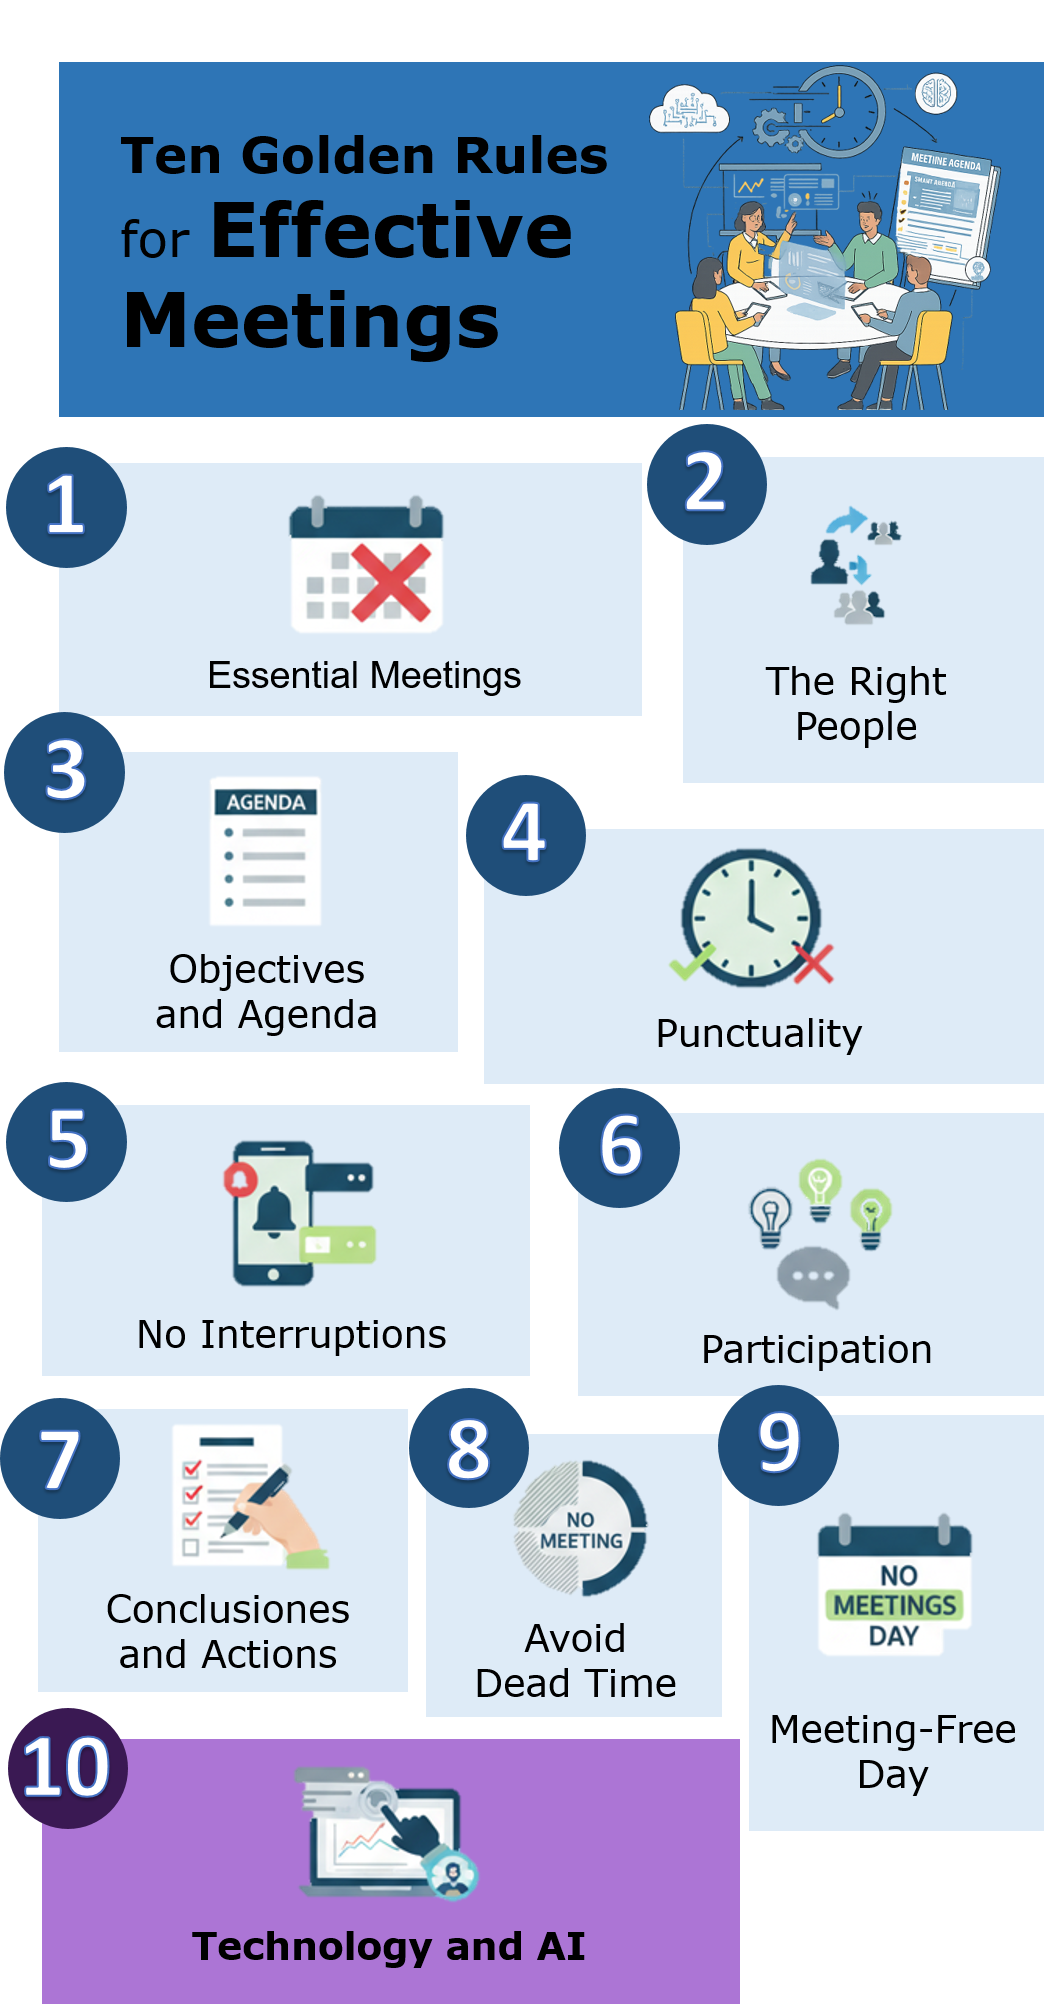 Ten Golden Rules
for Effective
Meetings
MEETIINE AGENDA
SMART AGENDA
1
Essential Meetings
2
The Right
People
3
AGENDA
Objectives
and Agenda
4
Punctuality
5
No Interruptions
6
Participation
7
Conclusiones
and Actions
8
NO
MEETING
Avoid
Dead Time
9
NO
MEETINGS
DAY
Meeting-Free
Day
10
Technology and AI